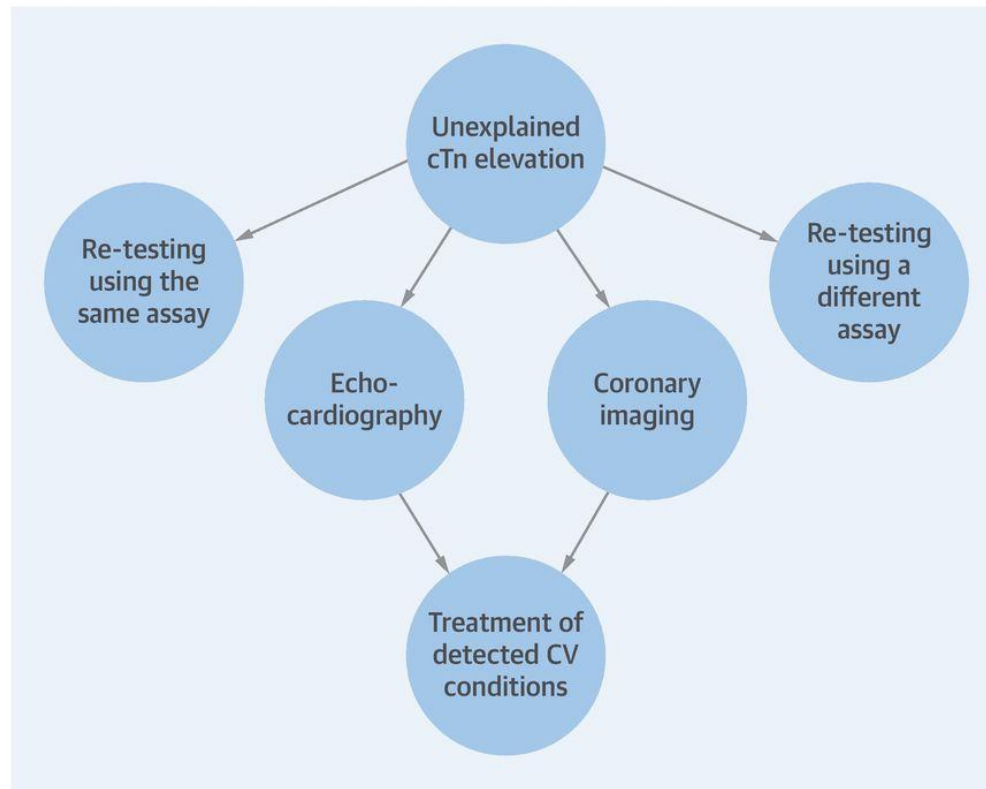 Unexplained
cTn elevation
Re-testing
using the
same assay
Re-testing
using a
different
assay
Echo-
cardiography
Coronary
imaging
Treatment of
detected CV
conditions